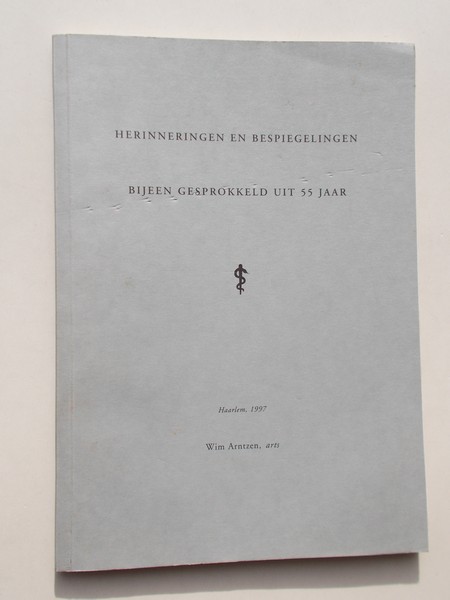 HERINNERINGEN EN BESPIEGELINGEN
BIJEEN GESPROKKELD UIT 55 JAAR
Haarlem, 1997
Wim Arntzen, arts